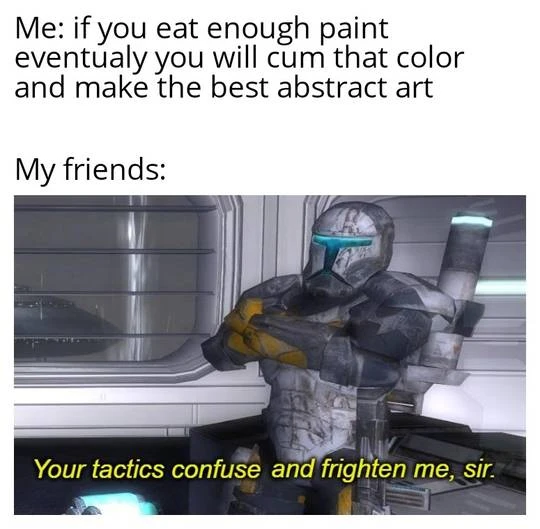 Me: if you eat enough paint
eventualy you will cum that color
and make the best abstract art
My friends:
Your tactics confuse and frighten me, sir.